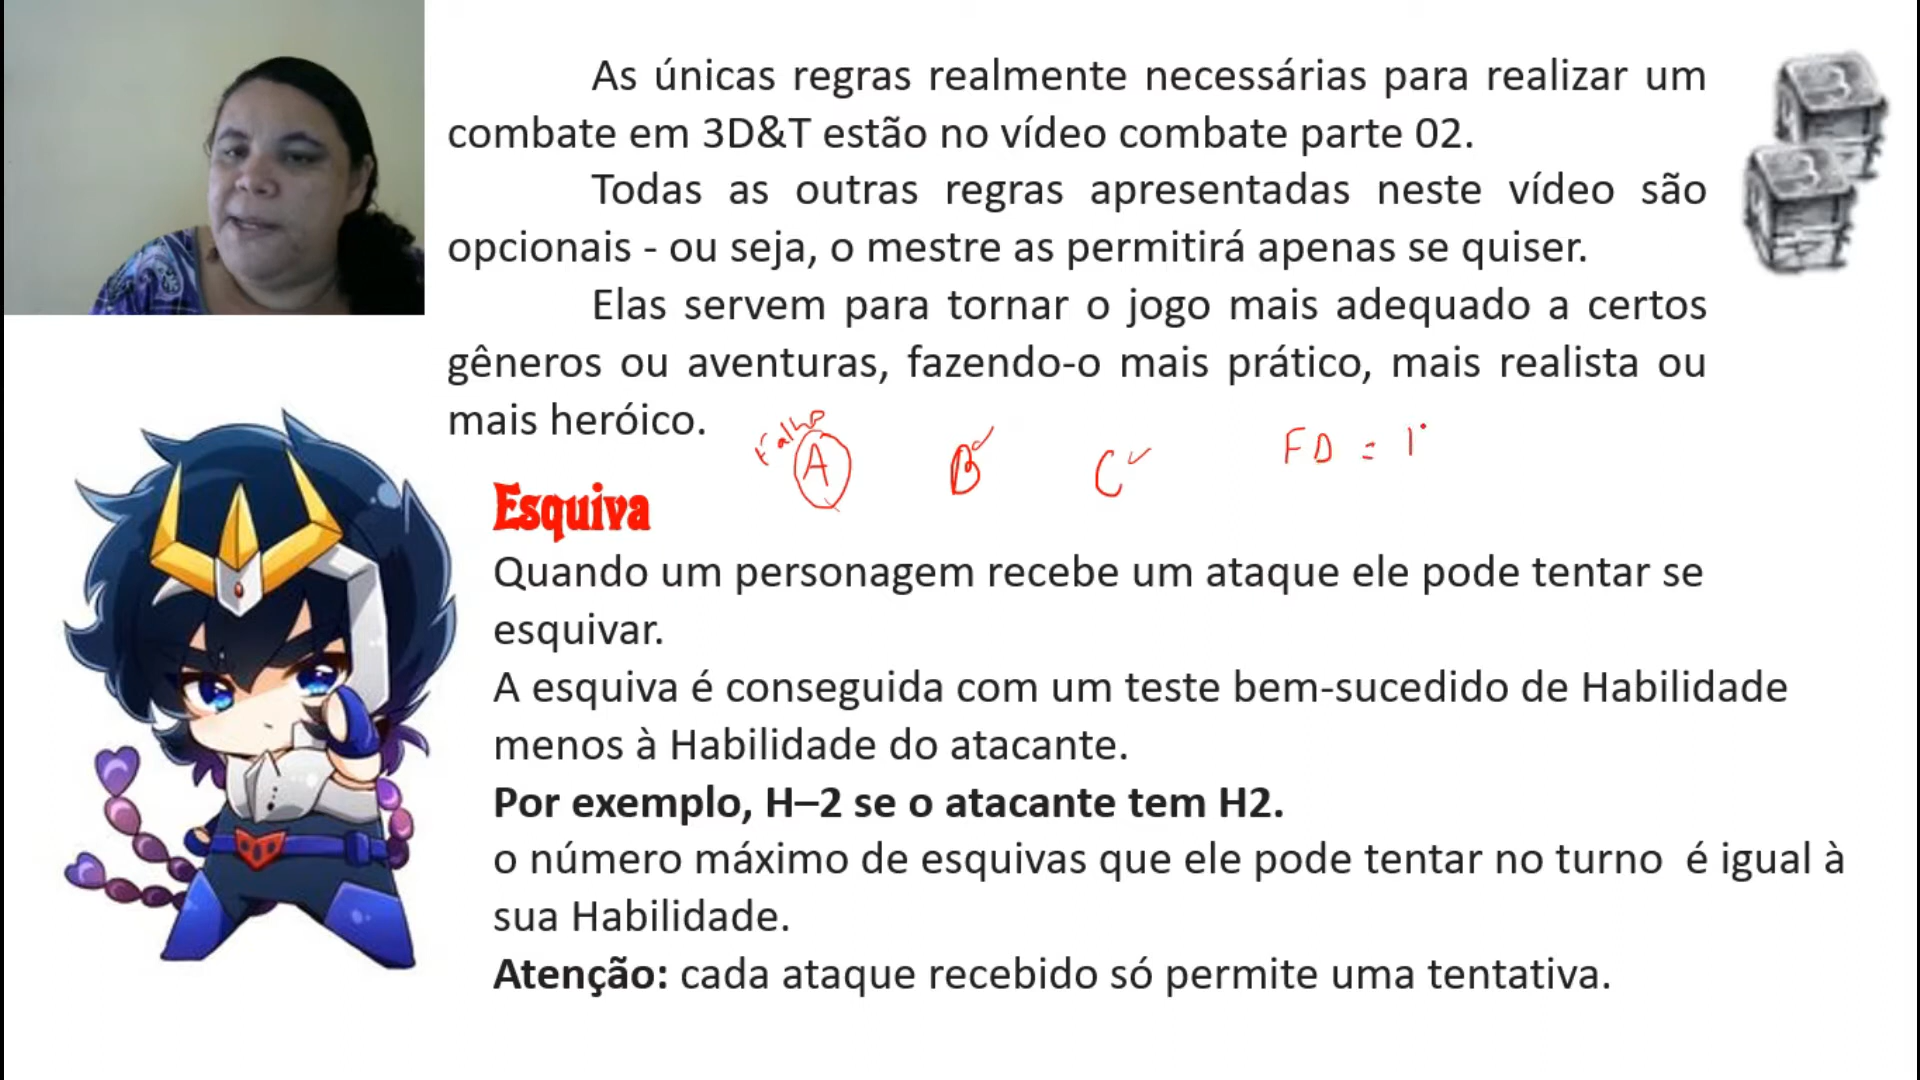 As únicas regras realmente necessárias para realizar um
combate em 3D&T estão no vídeo combate parte 02.
Todas as outras regras apresentadas neste vídeo são
opcionais - ou seja, o mestre as permitirá apenas se quiser.
Elas servem para tornar o jogo mais adequado a certos
gêneros ou aventuras, fazendo-o mais prático, mais realista ou
mais heróico.
Falha
A B C FD =
Esquiva
Quando um personagem recebe um ataque ele pode tentar se
esquivar.
A esquiva é conseguida com um teste bem-sucedido de Habilidade
menos à Habilidade do atacante.
Por exemplo, H–2 se o atacante tem H2.
o número máximo de esquivas que ele pode tentar no turno é igual à
sua Habilidade.
Atenção: cada ataque recebido só permite uma tentativa.